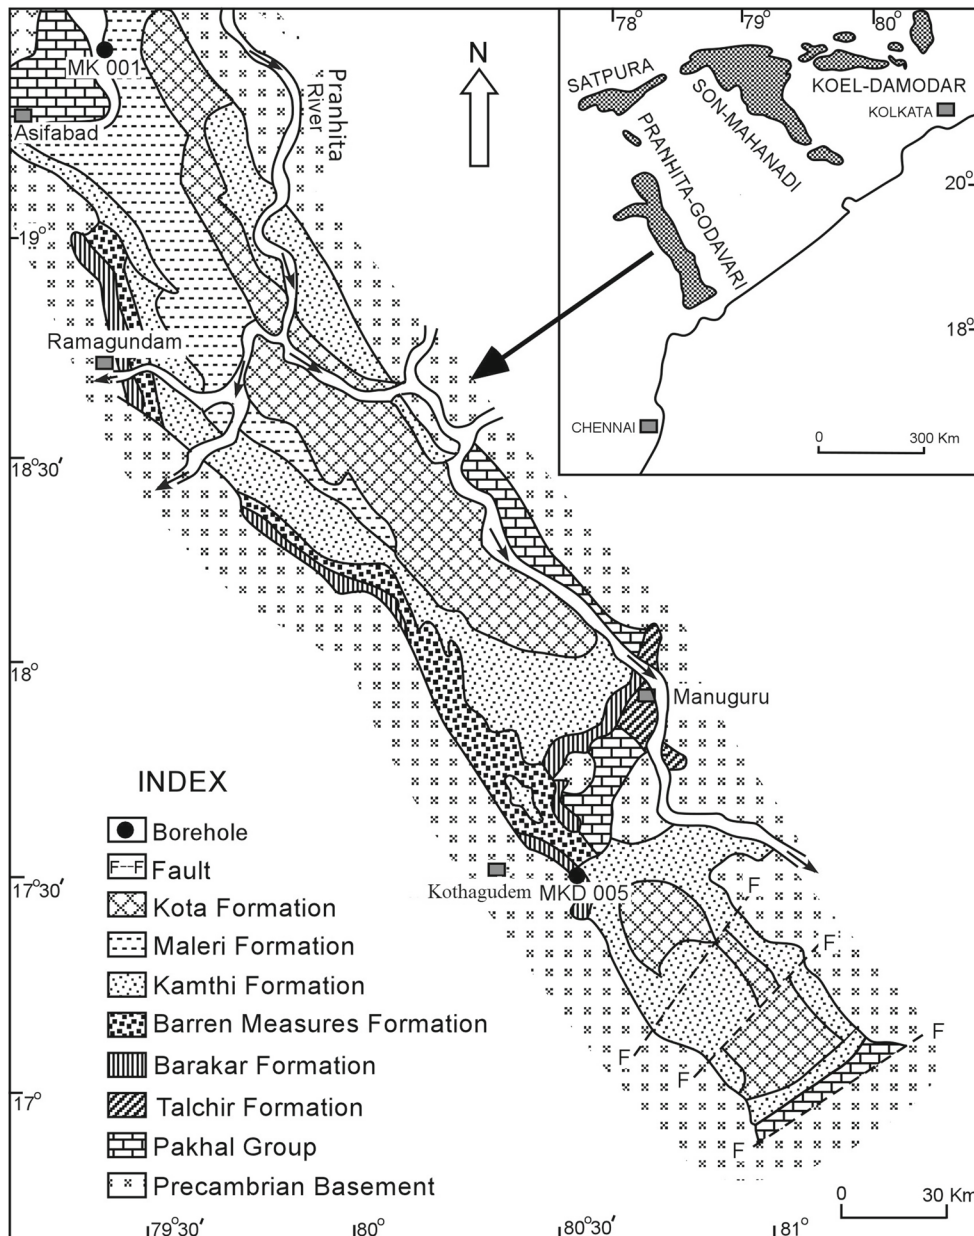 MK 001
Asifabad
Pranhita
River
N
19°
Ramagundam
18°30′
18°
Manuguru
17°30′
Kothagudem
MKD 005
17°
F
F
F
F
F
F
79°30′
80°
80°30′
81°
0 30 Km
78°
79°
80°
SATPURA
SON-MAHANADI
KOEL-DAMODAR
KOLKATA
PRANHITA-GODAVARI
20°
18°
CHENNAI
0 300 Km
INDEX
Borehole
F--F Fault
Kota Formation
Maleri Formation
Kamthi Formation
Barren Measures Formation
Barakar Formation
Talchir Formation
Pakhal Group
Precambrian Basement